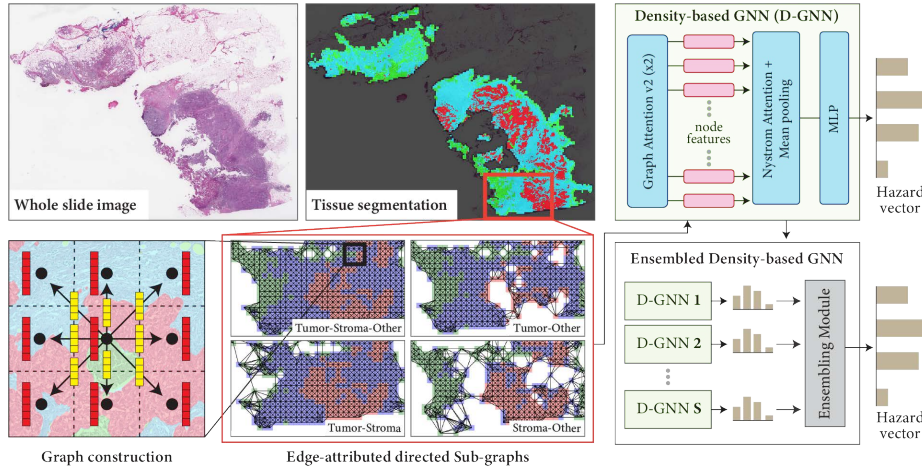 Whole slide image
Tissue segmentation
Density-based GNN (D-GNN)
Graph Attention v2 (x2)
node
features
Nystrom Attention +
Mean pooling
MLP
Hazard
vector
Graph construction
Tumor-Stroma-Other
Tumor-Other
Tumor-Stroma
Stroma-Other
Edge-attributed directed Sub-graphs
Ensembled Density-based GNN
D-GNN 1
D-GNN 2
D-GNN S
Ensembling Module
Hazard
vector